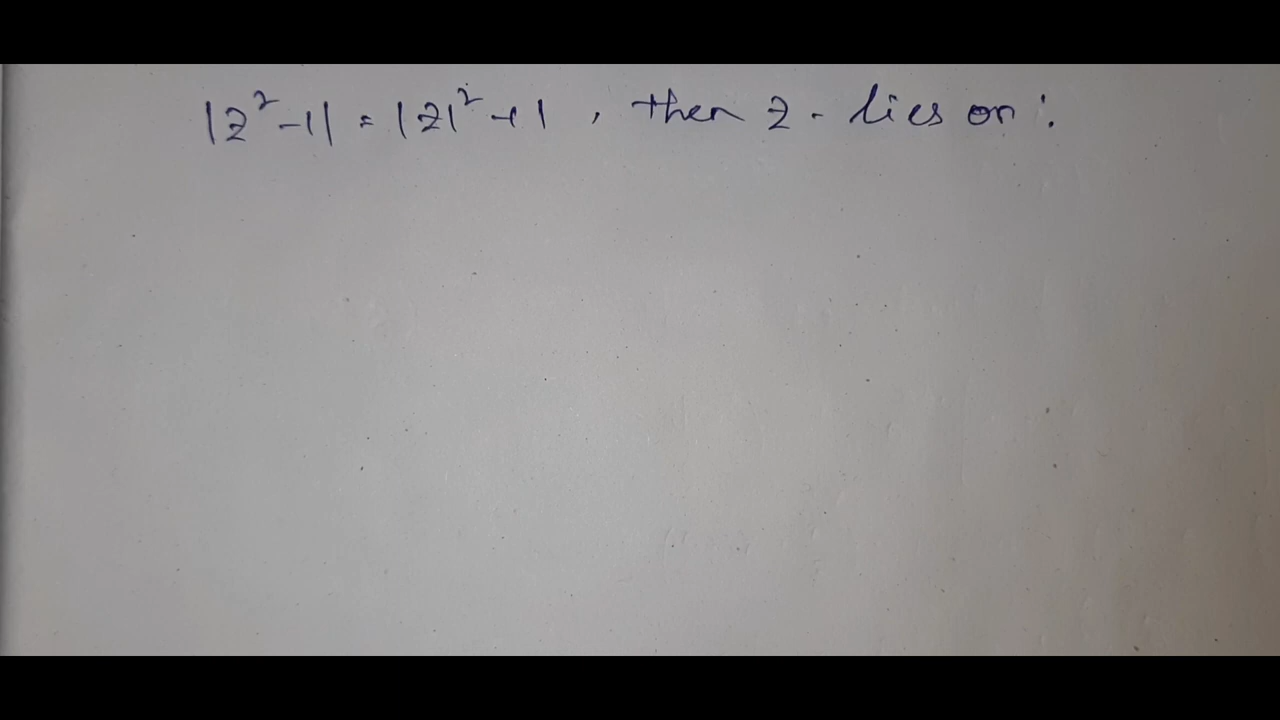 |z²-1| = |z|²+1, then z - lies on :